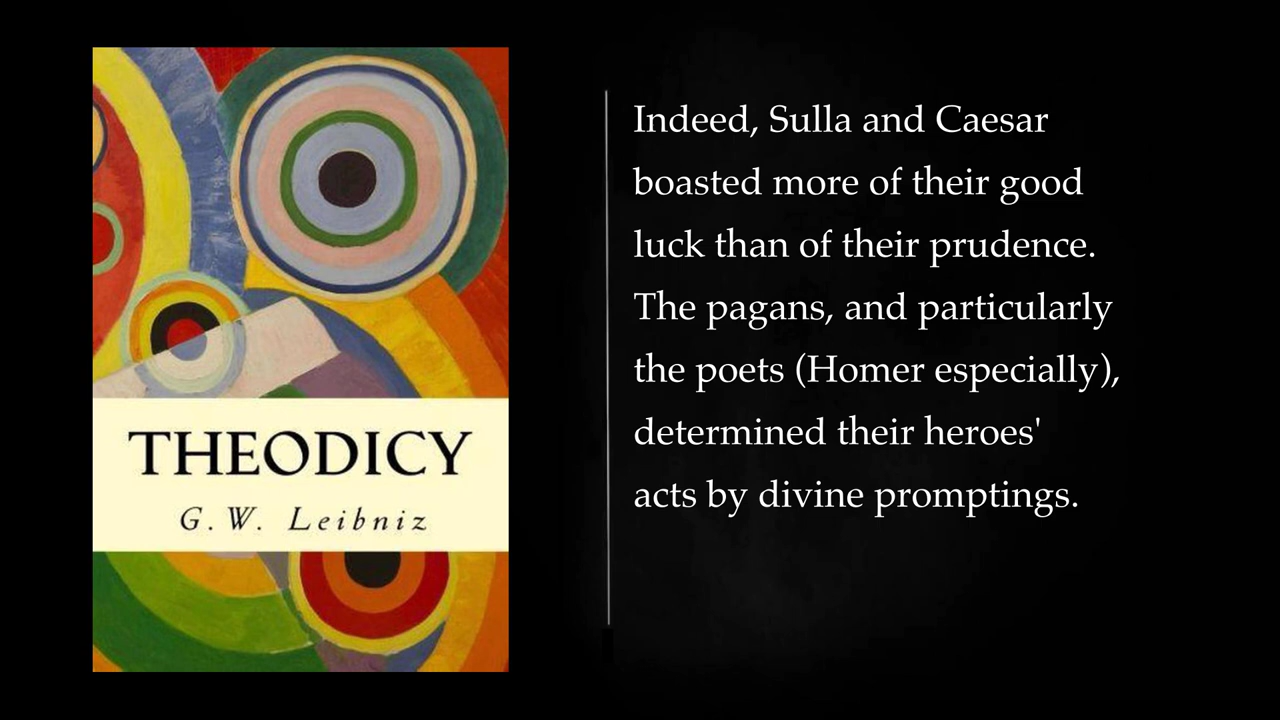 THEODICY
G. W. Leibniz
Indeed, Sulla and Caesar
boasted more of their good
luck than of their prudence.
The pagans, and particularly
the poets (Homer especially),
determined their heroes'
acts by divine promptings.